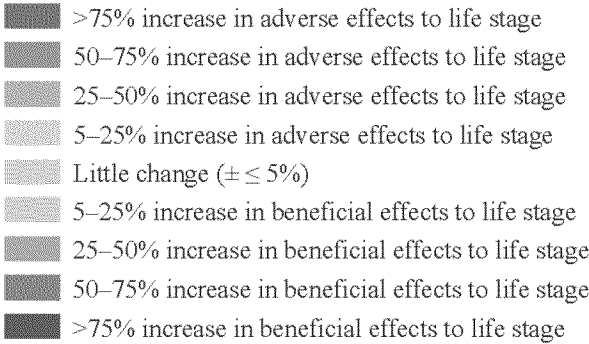 >75% increase in adverse effects to life stage
50–75% increase in adverse effects to life stage
25–50% increase in adverse effects to life stage
5–25% increase in adverse effects to life stage
Little change (± ≤ 5%)
5–25% increase in beneficial effects to life stage
25–50% increase in beneficial effects to life stage
50–75% increase in beneficial effects to life stage
>75% increase in beneficial effects to life stage